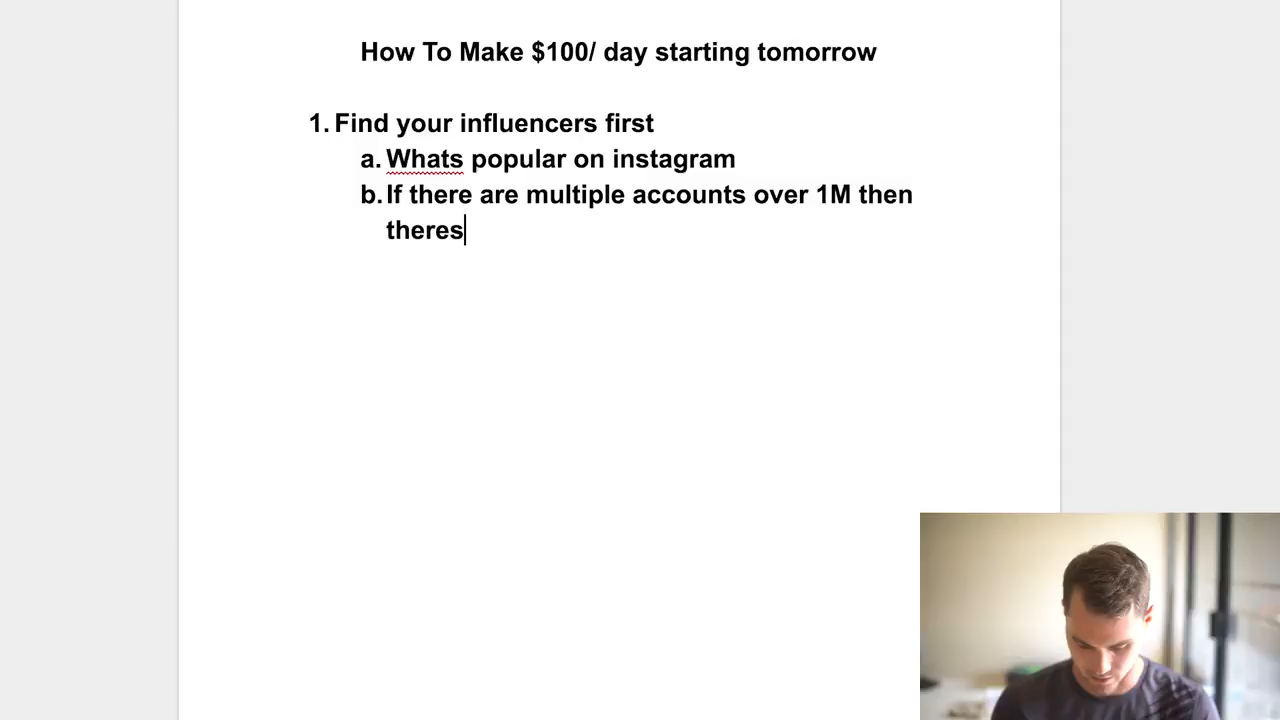 How To Make $100/ day starting tomorrow
1. Find your influencers first
a. Whats popular on instagram
b. If there are multiple accounts over 1M then
theres